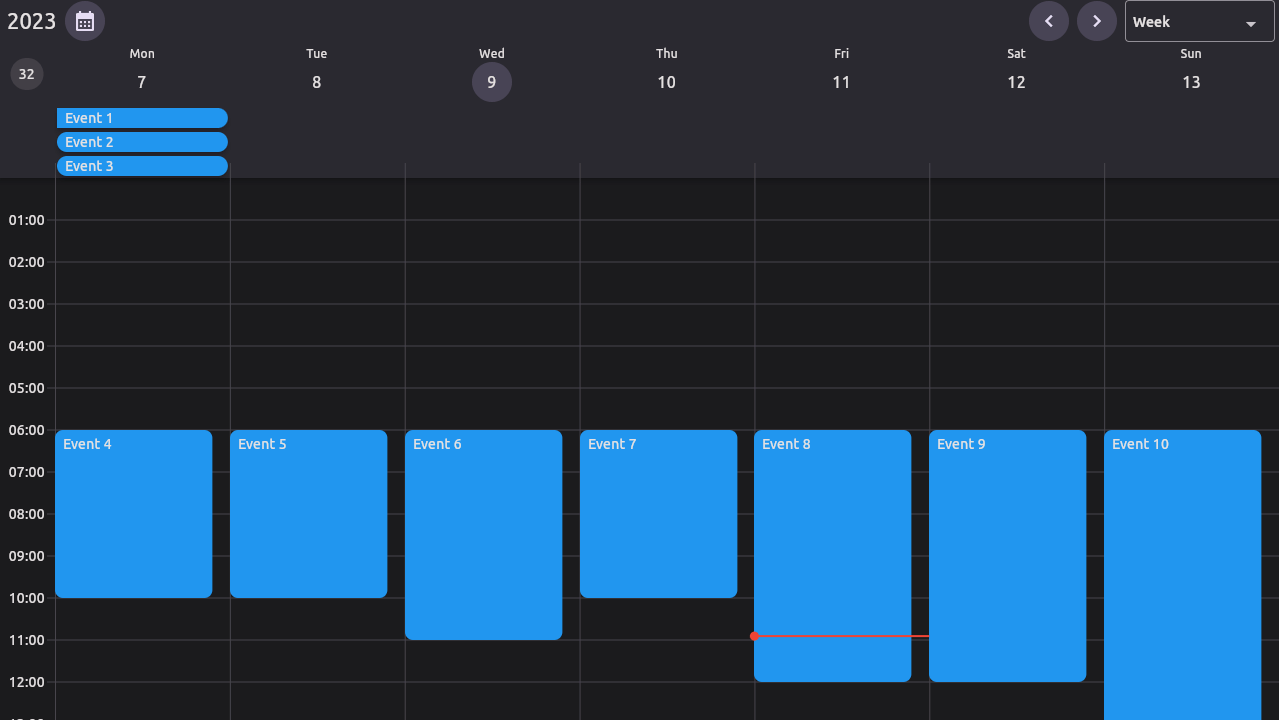 2023
Week
32
Mon Tue Wed Thu Fri Sat Sun
7 8 9 10 11 12 13
Event 1
Event 2
Event 3
01:00
02:00
03:00
04:00
05:00
06:00
Event 4 Event 5 Event 6 Event 7 Event 8 Event 9 Event 10
07:00
08:00
09:00
10:00
11:00
12:00